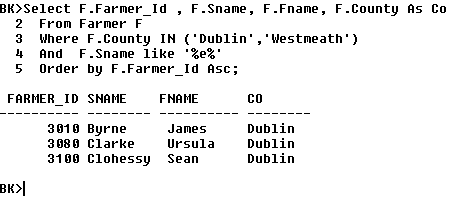 BK>Select F.Farmer_Id , F.Sname, F.Fname, F.County As Co
2 From Farmer F
3 Where F.County IN ('Dublin','Westmeath')
4 And F.Sname like '%e%'
5 Order by F.Farmer_Id Asc;
FARMER_ID SNAME FNAME CO
---------- -------- -------- --------
3010 Byrne James Dublin
3080 Clarke Ursula Dublin
3100 Clohessy Sean Dublin
BK>